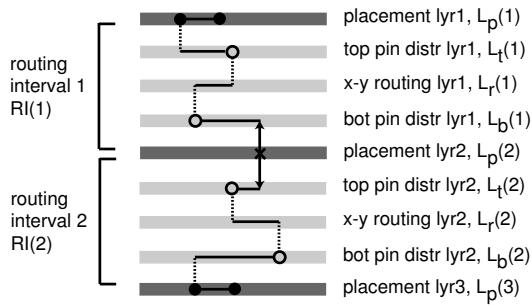 placement lyr1, Lp(1)
top pin distr lyr1, Lt(1)
routing
interval 1
RI(1)
x-y routing lyr1, Lr(1)
bot pin distr lyr1, Lb(1)
placement lyr2, Lp(2)
top pin distr lyr2, Lt(2)
routing
interval 2
RI(2)
x-y routing lyr2, Lr(2)
bot pin distr lyr2, Lb(2)
placement lyr3, Lp(3)